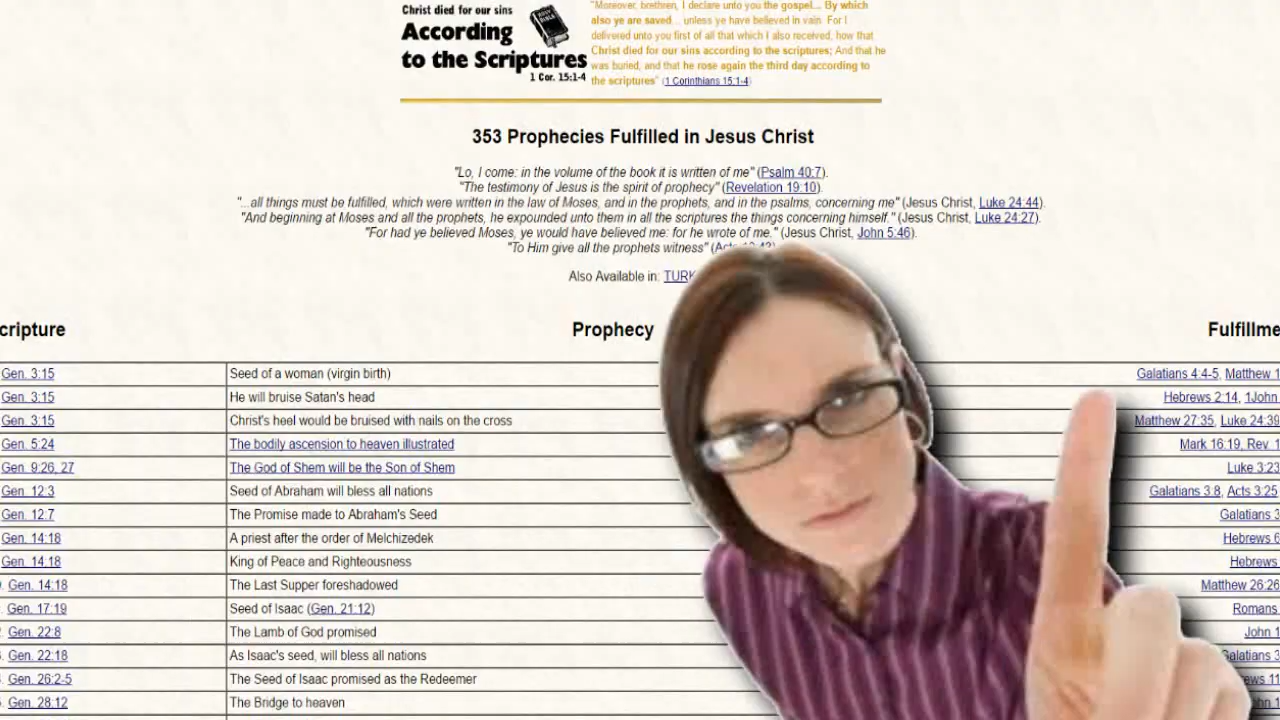 Christ died for our sins
According
to the Scriptures
1 Cor. 15:1-4
HOLY BIBLE
"Moreover, brethren, I declare unto you the gospel... By which
also ye are saved... unless ye have believed in vain. For I
delivered unto you first of all that which I also received, how that
Christ died for our sins according to the scriptures; And that he
was buried, and that he rose again the third day according to
the scriptures" (1 Corinthians 15:1-4)
353 Prophecies Fulfilled in Jesus Christ
"Lo, I come: in the volume of the book it is written of me" (Psalm 40:7).
"The testimony of Jesus is the spirit of prophecy" (Revelation 19:10).
"...all things must be fulfilled, which were written in the law of Moses, and in the prophets, and in the psalms, concerning me" (Jesus Christ, Luke 24:44).
"And beginning at Moses and all the prophets, he expounded unto them in all the scriptures the things concerning himself." (Jesus Christ, Luke 24:27).
"For had ye believed Moses, ye would have believed me: for he wrote of me." (Jesus Christ, John 5:46).
"To Him give all the prophets witness" (Acts
Also Available in: TURK
cripture Prophecy Fulfillme
Gen. 3:15 Seed of a woman (virgin birth) Galatians 4:4-5, Matthew 1
Gen. 3:15 He will bruise Satan's head Hebrews 2:14, 1John
Gen. 3:15 Christ's heel would be bruised with nails on the cross Matthew 27:35, Luke 24:39
Gen. 5:24 The bodily ascension to heaven illustrated Mark 16:19, Rev. 1
Gen. 9:26, 27 The God of Shem will be the Son of Shem Luke 3:23
Gen. 12:3 Seed of Abraham will bless all nations Galatians 3:8, Acts 3:25
Gen. 12:7 The Promise made to Abraham's Seed Galatians 3
Gen. 14:18 A priest after the order of Melchizedek Hebrews 6
Gen. 14:18 King of Peace and Righteousness Hebrews
Gen. 14:18 The Last Supper foreshadowed Matthew 26:26
Gen. 17:19 Seed of Isaac (Gen. 21:12) Romans
Gen. 22:8 The Lamb of God promised John 1
Gen. 22:18 As Isaac's seed, will bless all nations Galatians 3
Gen. 26:2-5 The Seed of Isaac promised as the Redeemer ews 11
Gen. 28:12 The Bridge to heaven ohn 1